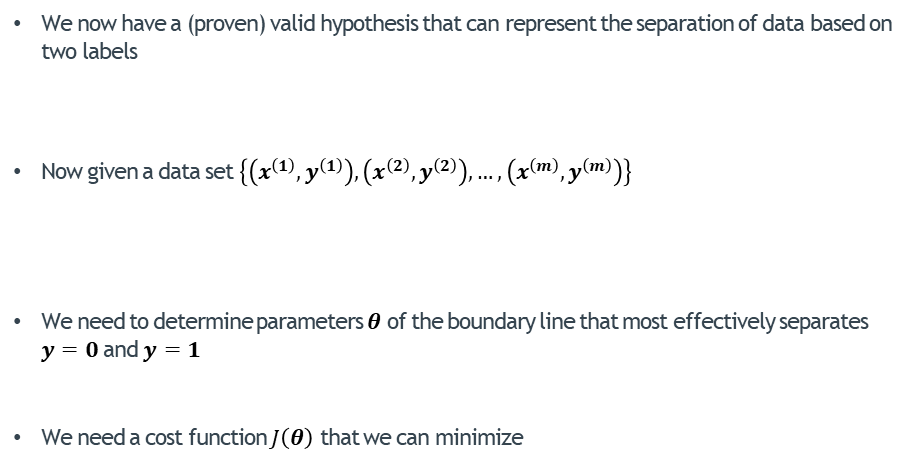 • We now have a (proven) valid hypothesis that can represent the separation of data based on
two labels
• Now given a data set {(x⁽¹⁾, y⁽¹⁾), (x⁽²⁾, y⁽²⁾), … , (x⁽ᵐ⁾, y⁽ᵐ⁾)}
• We need to determine parameters θ of the boundary line that most effectively separates
y = 0 and y = 1
• We need a cost function J(θ) that we can minimize